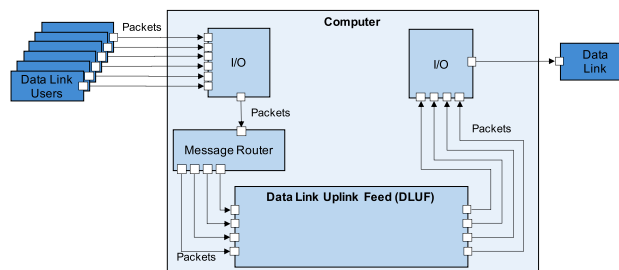 Computer
Packets
Data Link
Users
I/O
I/O
Data
Link
Packets
Packets
Message Router
Data Link Uplink Feed (DLUF)
Packets